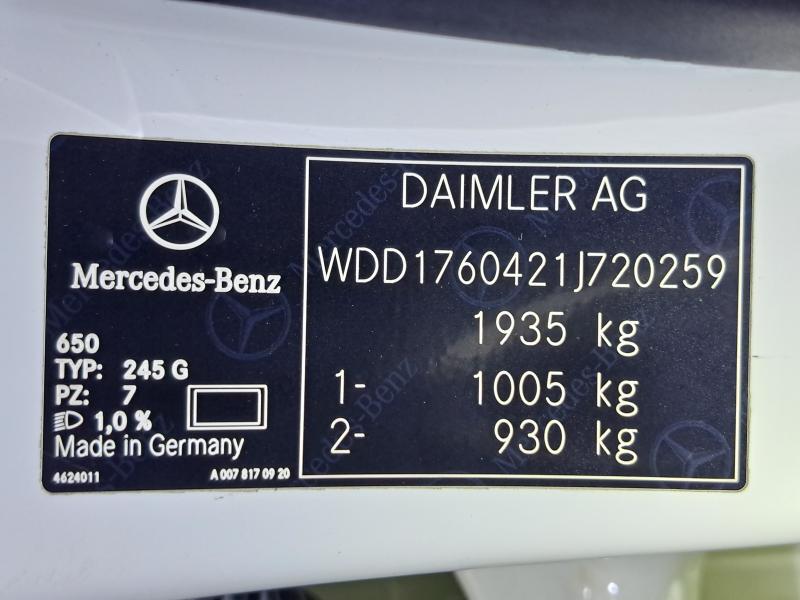 Mercedes-Benz
650
TYP: 245 G
PZ: 7
1,0 %
Made in Germany
4624011
A 007 817 09 20
DAIMLER AG
WDD1760421J720259
1935 kg
1- 1005 kg
2- 930 kg